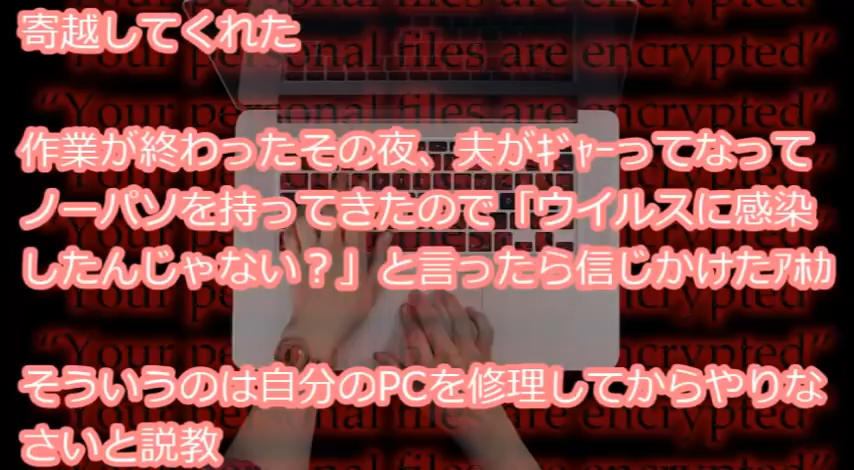 寄越してくれた
作業が終わったその夜、夫がｷﾞｬｰってなって
ノーパソを持ってきたので「ウイルスに感染
したんじゃない？」と言ったら信じかけたｱﾎｶ
そういうのは自分のPCを修理してからやりな
さいと説教
"Your personal files are encrypted"
"Your personal files are encrypted"